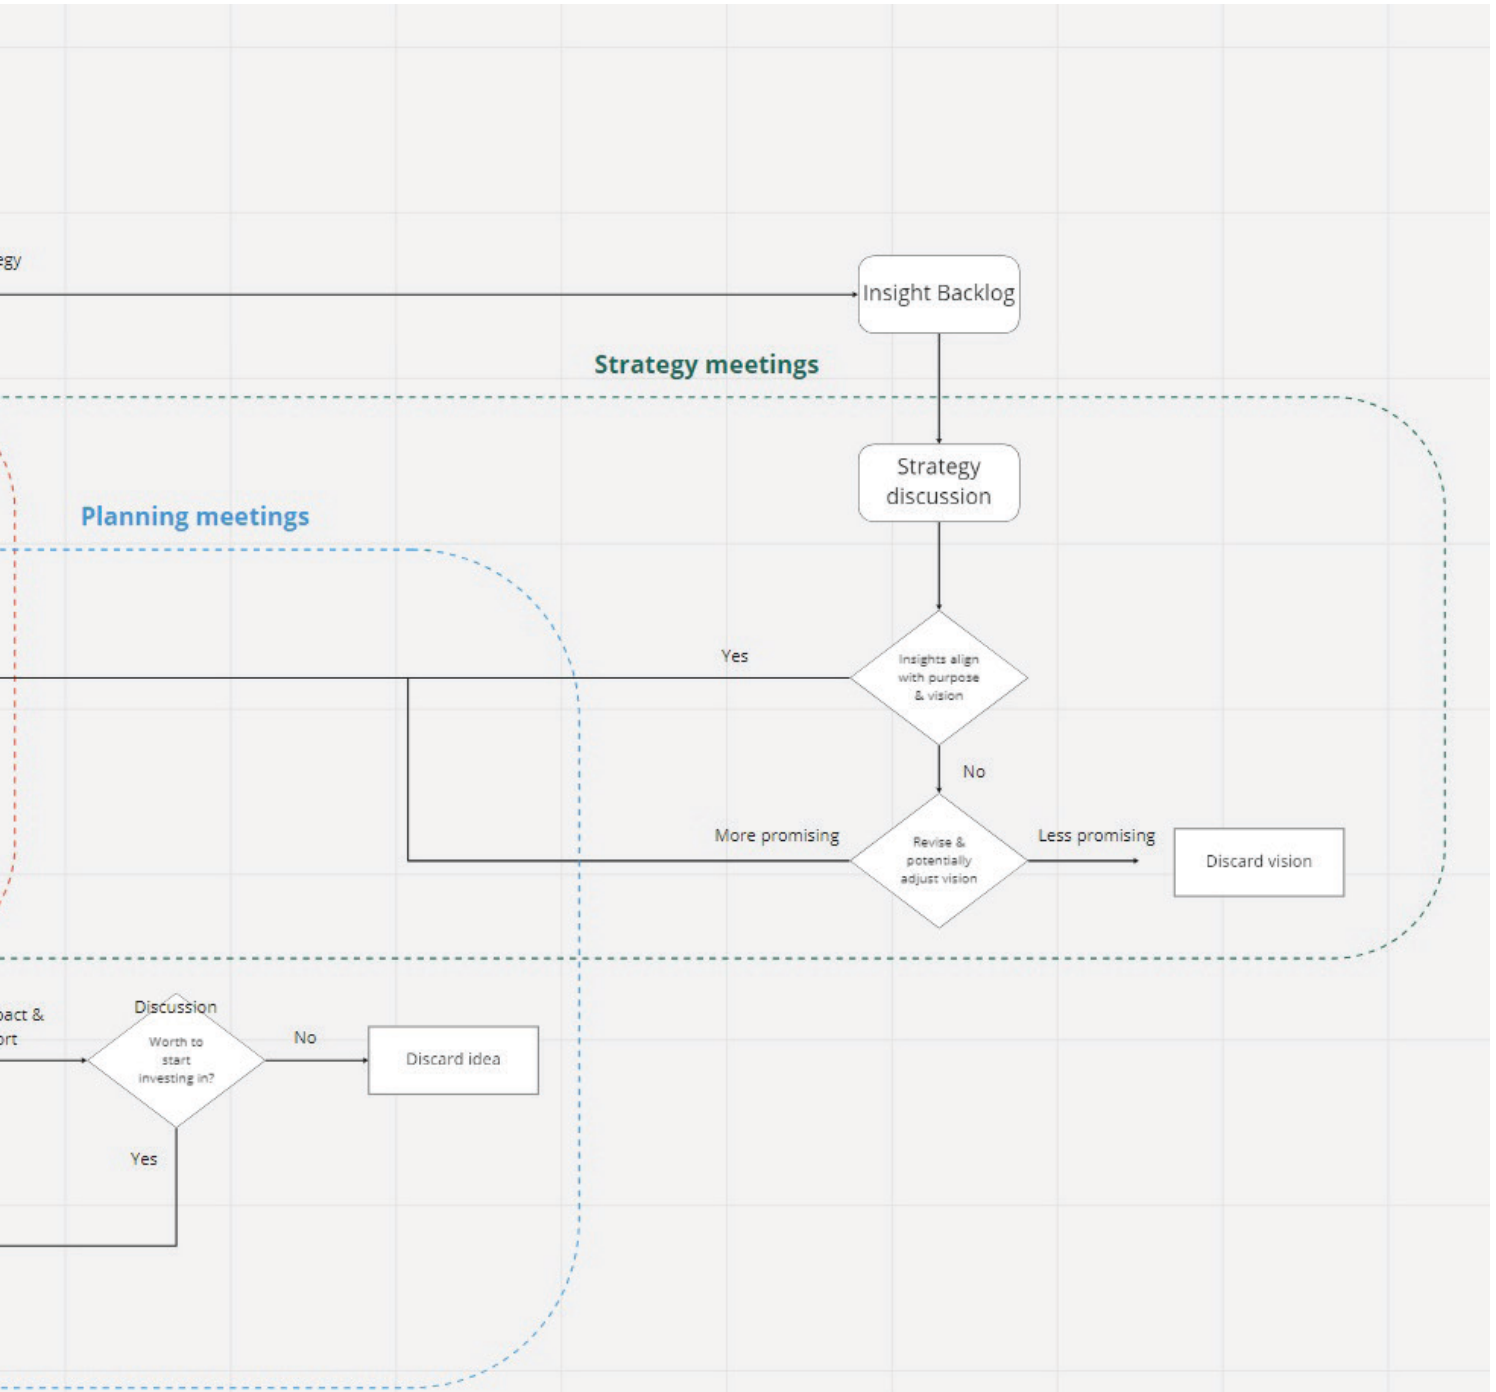 egy
Insight Backlog
Strategy meetings
Strategy
discussion
Planning meetings
Insights align
with purpose
& vision
Yes
No
More promising
Revise &
potentially
adjust vision
Less promising
Discard vision
pact &
ort
Discussion
Worth to
start
investing in?
No
Discard idea
Yes